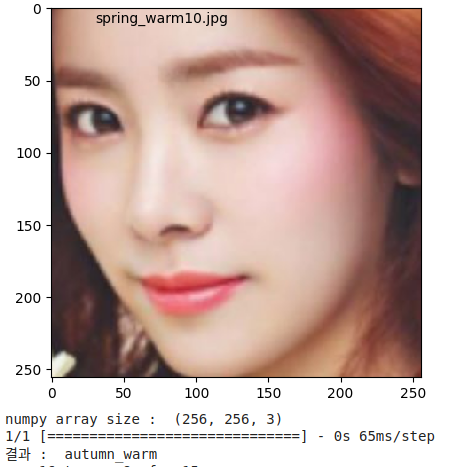 spring_warm10.jpg
0
50
100
150
200
250
0 50 100 150 200 250
numpy array size :  (256, 256, 3)
1/1 [==============================] - 0s 65ms/step
결과 :  autumn_warm